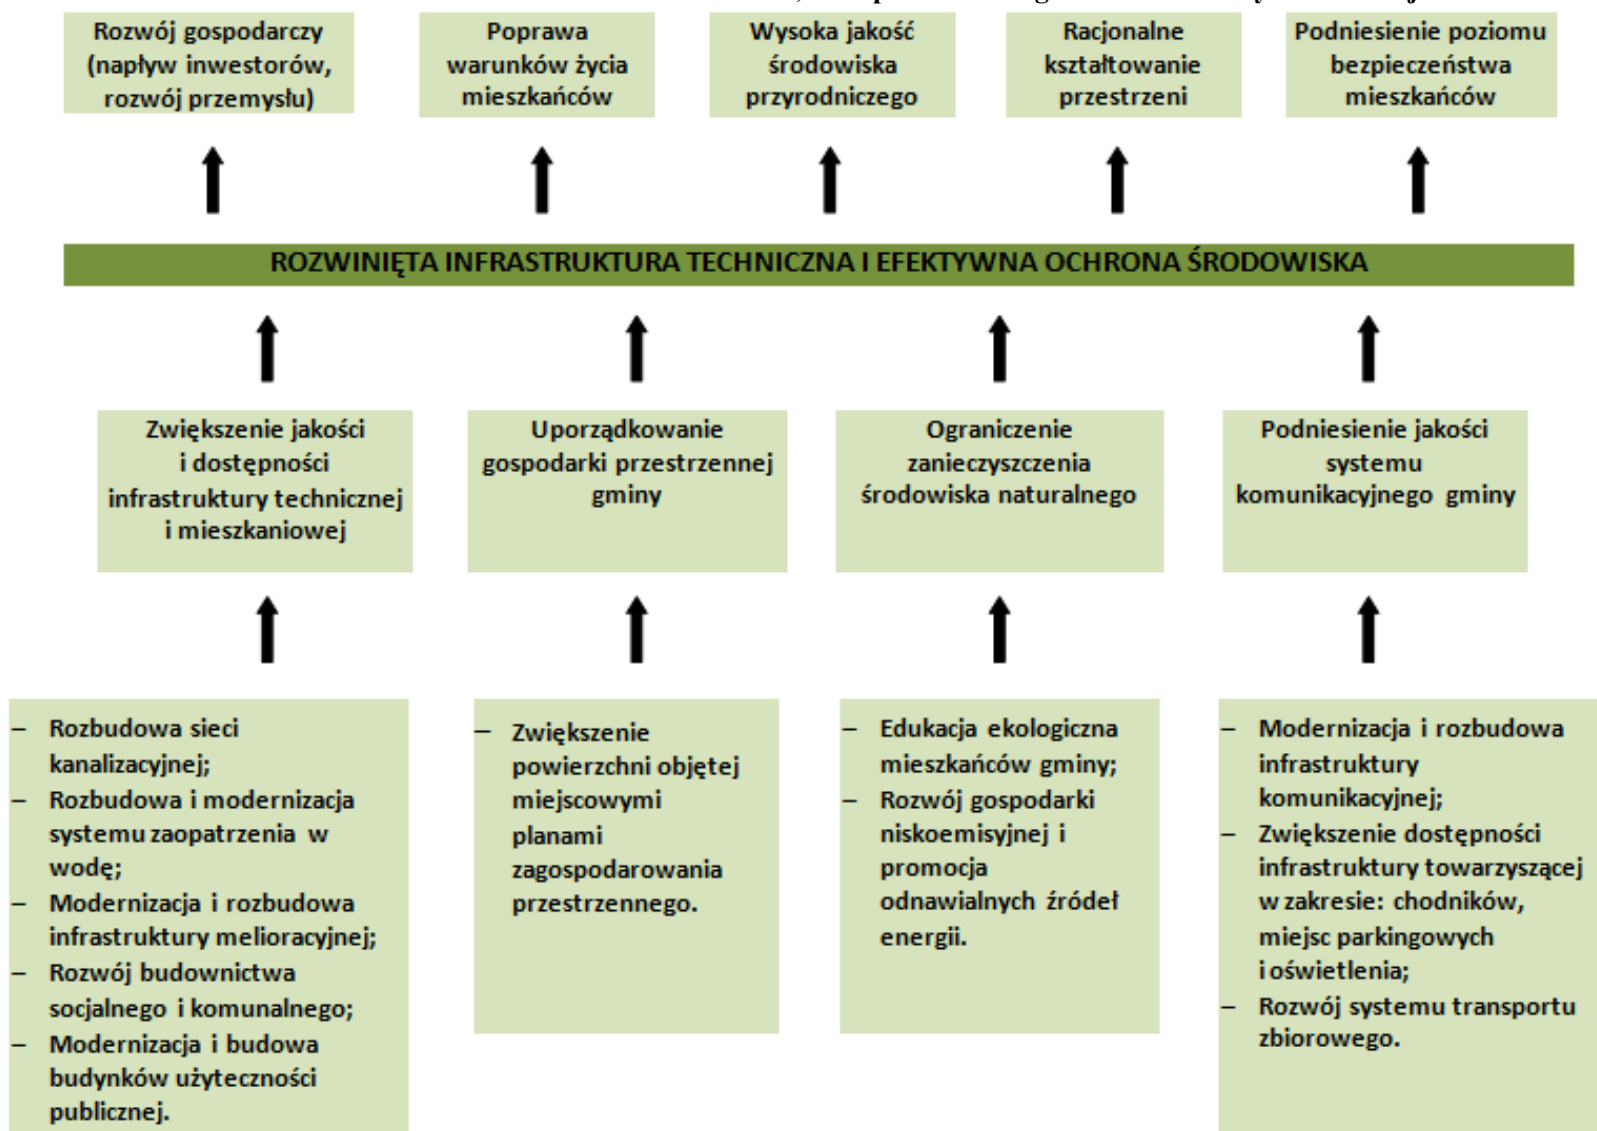 Rozwój gospodarczy
(napływ inwestorów,
rozwój przemysłu)
Poprawa
warunków życia
mieszkańców
Wysoka jakość
środowiska
przyrodniczego
Racjonalne
kształtowanie
przestrzeni
Podniesienie poziomu
bezpieczeństwa
mieszkańców
ROZWINIĘTA INFRASTRUKTURA TECHNICZNA I EFEKTYWNA OCHRONA ŚRODOWISKA
Zwiększenie jakości
i dostępności
infrastruktury technicznej
i mieszkaniowej
Uporządkowanie
gospodarki przestrzennej
gminy
Ograniczenie
zanieczyszczenia
środowiska naturalnego
Podniesienie jakości
systemu
komunikacyjnego gminy
– Rozbudowa sieci
kanalizacyjnej;
– Rozbudowa i modernizacja
systemu zaopatrzenia w
wodę;
– Modernizacja i rozbudowa
infrastruktury melioracyjnej;
– Rozwój budownictwa
socjalnego i komunalnego;
– Modernizacja i budowa
budynków użyteczności
publicznej.
– Zwiększenie
powierzchni objętej
miejscowymi
planami
zagospodarowania
przestrzennego.
– Edukacja ekologiczna
mieszkańców gminy;
– Rozwój gospodarki
niskoemisyjnej i
promocja
odnawialnych źródeł
energii.
– Modernizacja i rozbudowa
infrastruktury
komunikacyjnej;
– Zwiększenie dostępności
infrastruktury towarzyszącej
w zakresie: chodników,
miejsc parkingowych
i oświetlenia;
– Rozwój systemu transportu
zbiorowego.